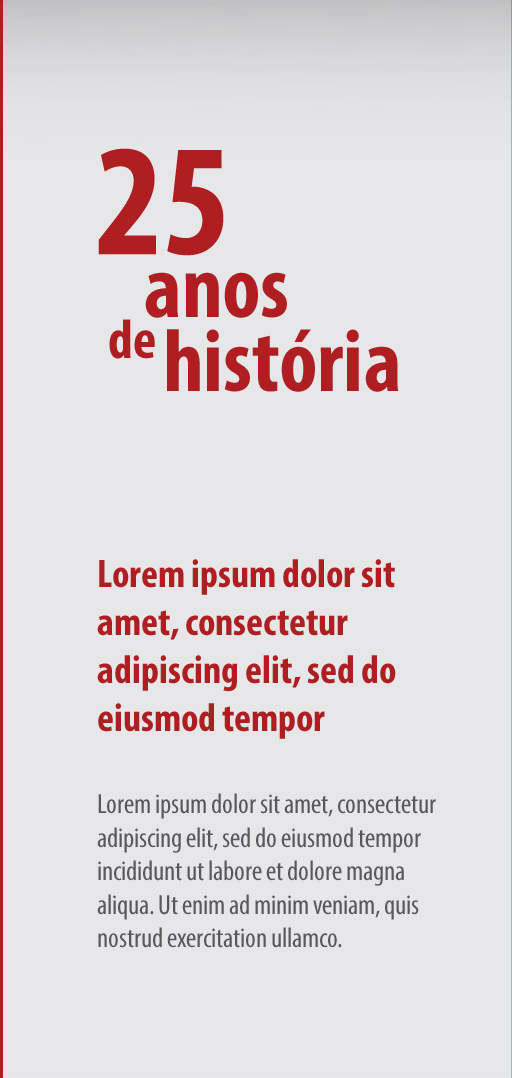 25
anos
de história
Lorem ipsum dolor sit
amet, consectetur
adipiscing elit, sed do
eiusmod tempor
Lorem ipsum dolor sit amet, consectetur
adipiscing elit, sed do eiusmod tempor
incididunt ut labore et dolore magna
aliqua. Ut enim ad minim veniam, quis
nostrud exercitation ullamco.